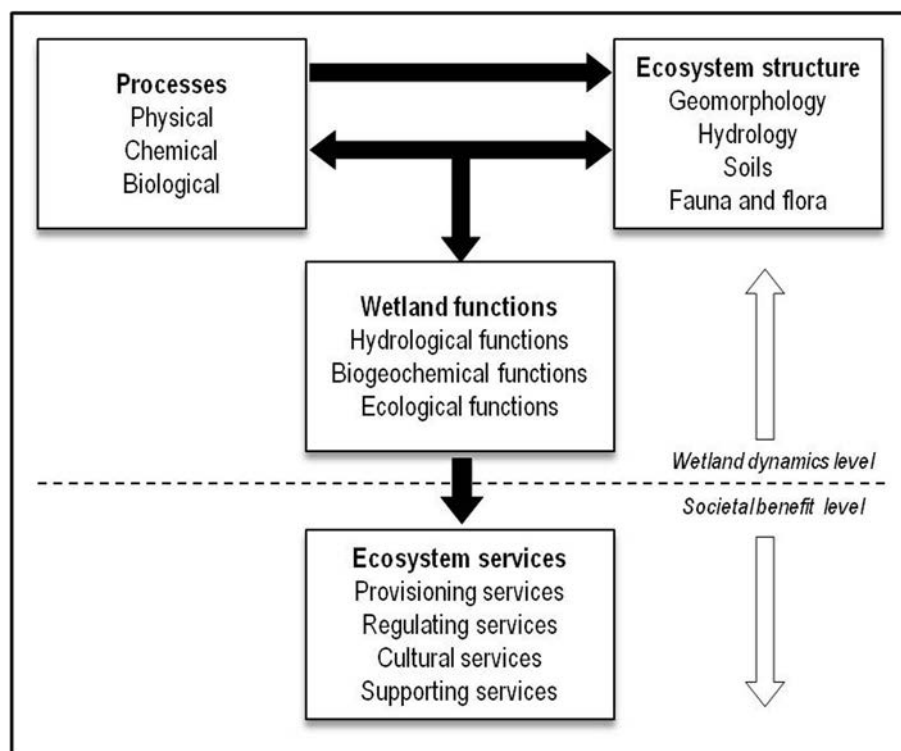 Processes
Physical
Chemical
Biological
Ecosystem structure
Geomorphology
Hydrology
Soils
Fauna and flora
Wetland functions
Hydrological functions
Biogeochemical functions
Ecological functions
Wetland dynamics level
Societal benefit level
Ecosystem services
Provisioning services
Regulating services
Cultural services
Supporting services